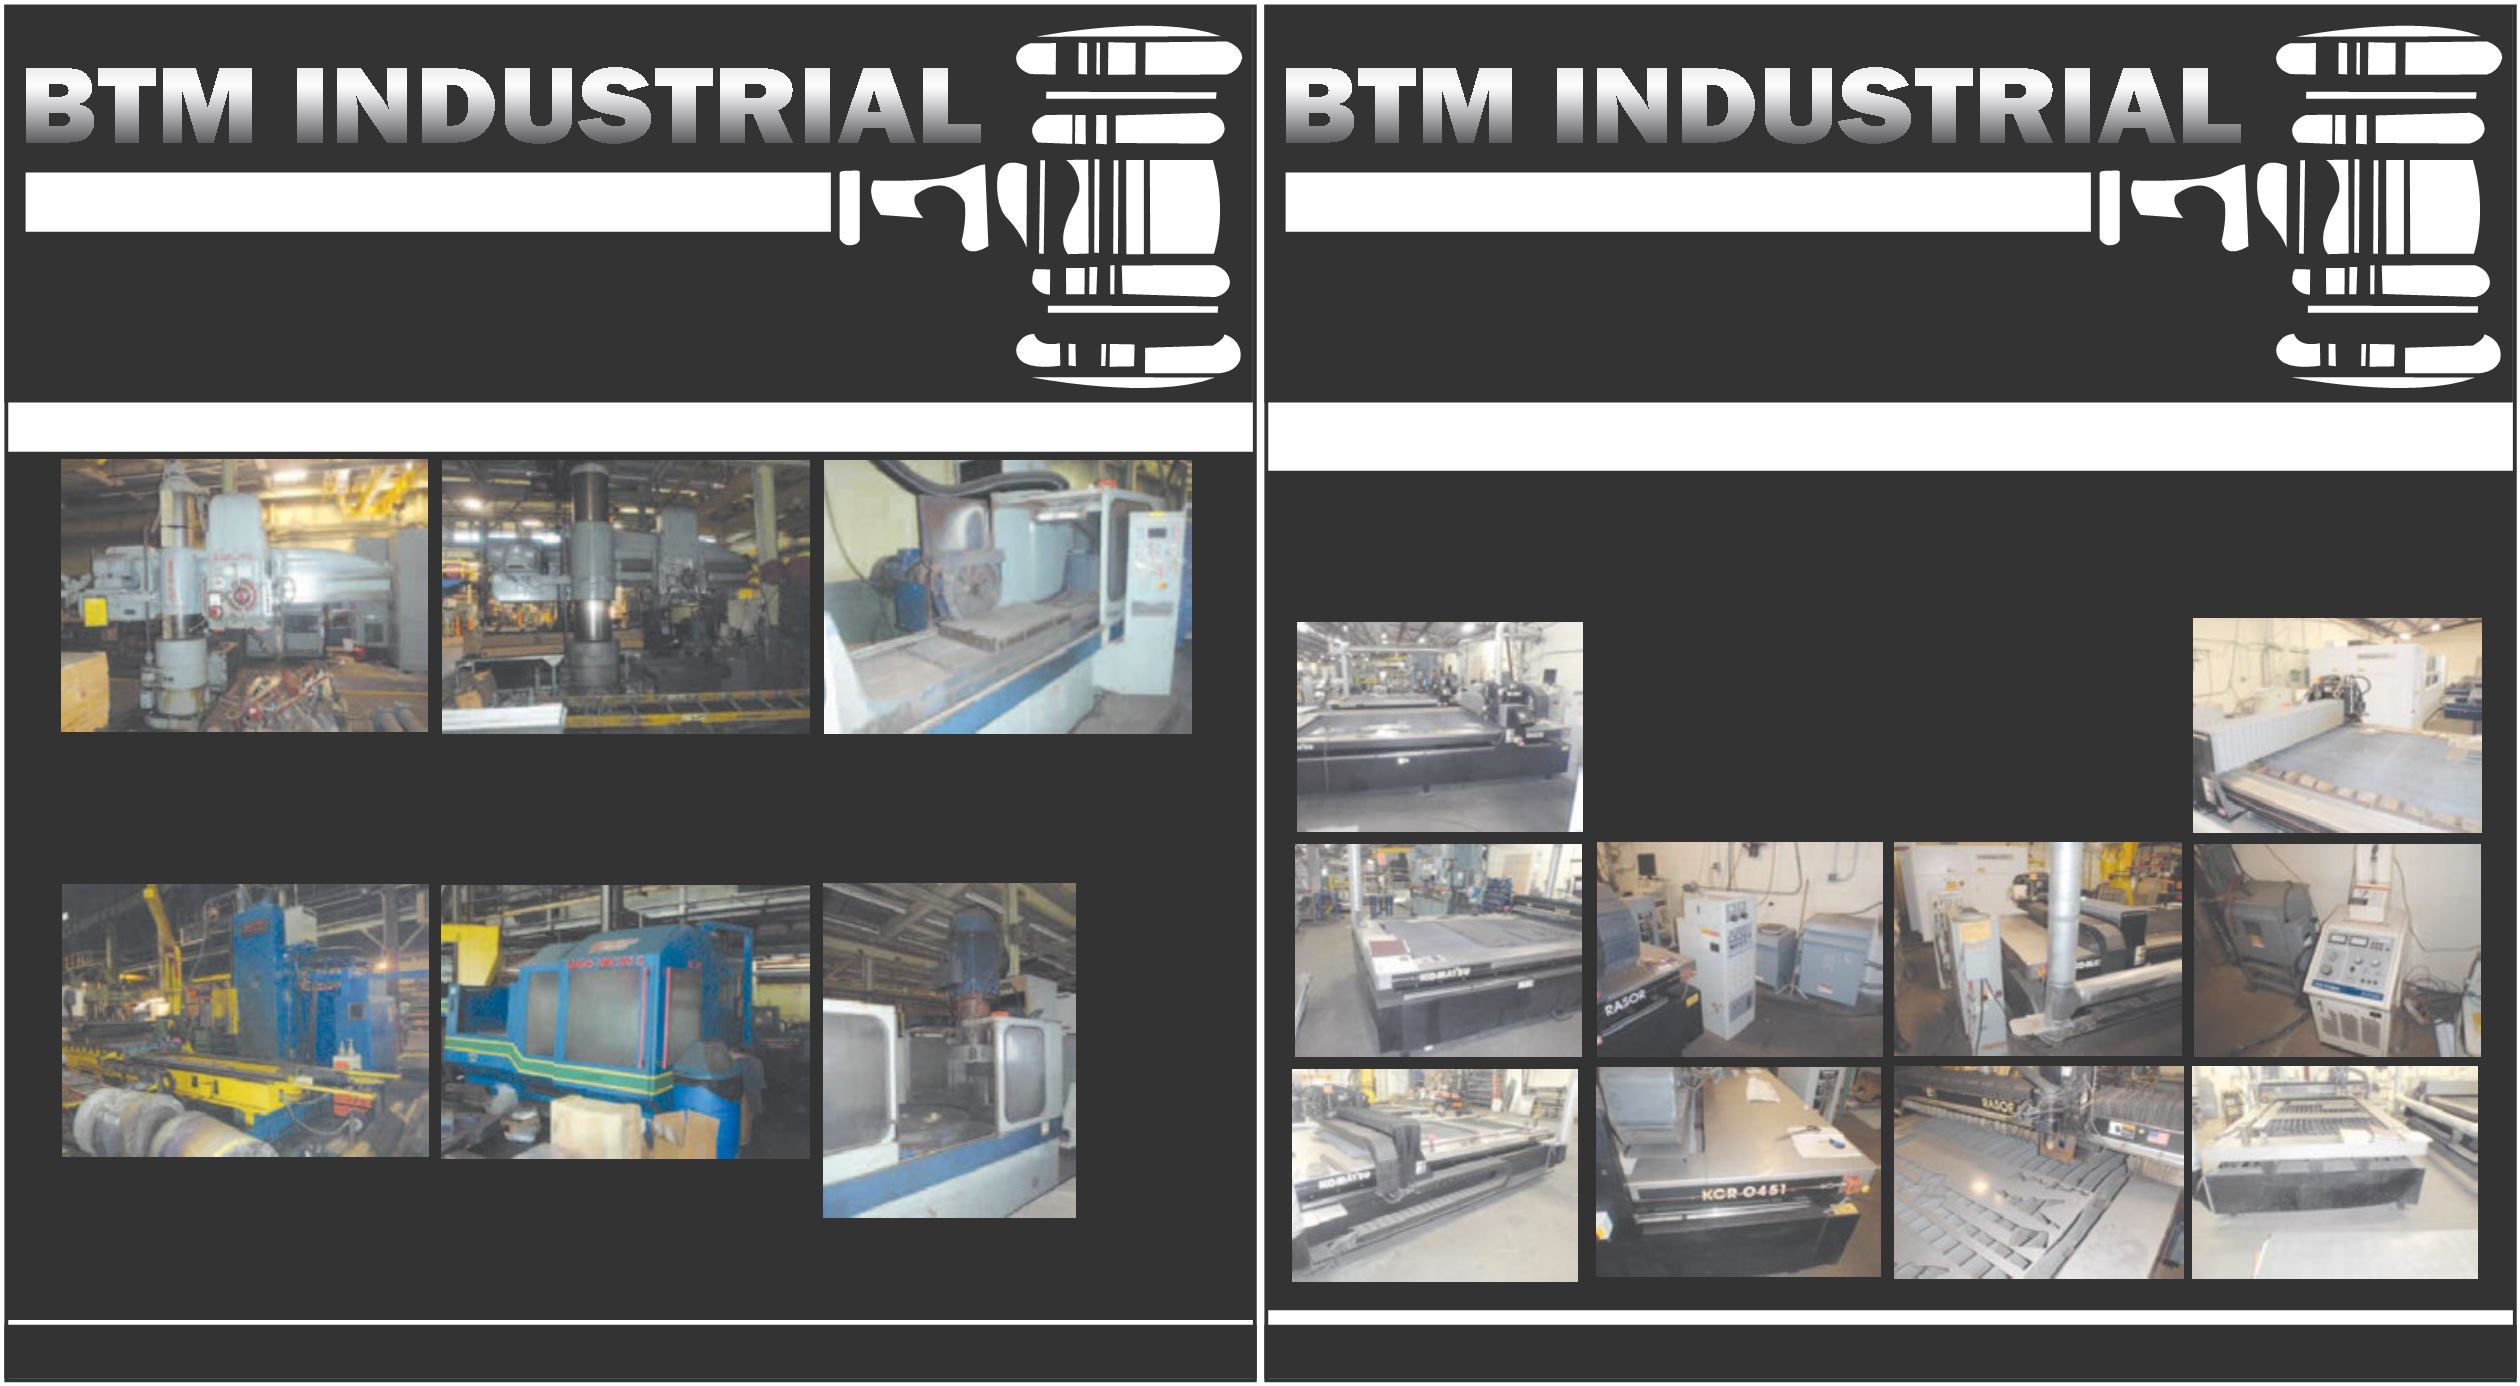 BTM INDUSTRIAL
BTM INDUSTRIAL
KOMATSU
RASOR
KOMATSU
KCR-0451
RASOR